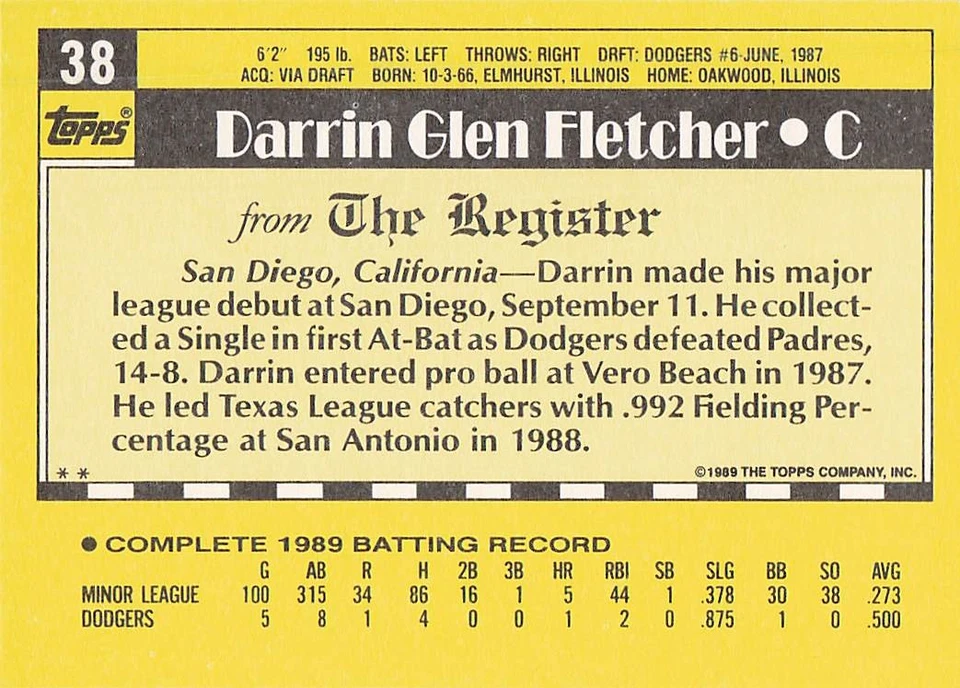 38
6'2" 195 lb. BATS: LEFT THROWS: RIGHT DRFT: DODGERS #6-JUNE, 1987
ACQ: VIA DRAFT BORN: 10-3-66, ELMHURST, ILLINOIS HOME: OAKWOOD, ILLINOIS
topps®
Darrin Glen Fletcher • C
from The Register
San Diego, California—Darrin made his major
league debut at San Diego, September 11. He collect-
ed a Single in first At-Bat as Dodgers defeated Padres,
14-8. Darrin entered pro ball at Vero Beach in 1987.
He led Texas League catchers with .992 Fielding Per-
centage at San Antonio in 1988.
* * ©1989 THE TOPPS COMPANY, INC.
● COMPLETE 1989 BATTING RECORD
G AB R H 2B 3B HR RBI SB SLG BB SO AVG
MINOR LEAGUE 100 315 34 86 16 1 5 44 1 .378 30 38 .273
DODGERS 5 8 1 4 0 0 1 2 0 .875 1 0 .500